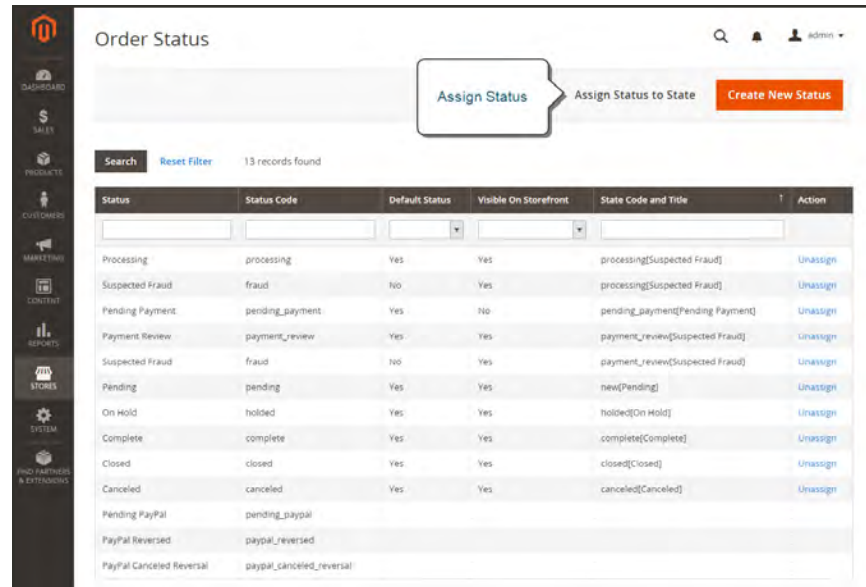 Order Status
admin
Assign Status
Assign Status to State
Create New Status
DASHBOARD
SALES
PRODUCTS
CUSTOMERS
MARKETING
CONTENT
REPORTS
STORES
SYSTEM
FIND PARTNERS
& EXTENSIONS
Search Reset Filter 13 records found
Status Status Code Default Status Visible On Storefront State Code and Title ↑ Action
Processing processing Yes Yes processing[Suspected Fraud] Unassign
Suspected Fraud fraud No Yes processing[Suspected Fraud] Unassign
Pending Payment pending_payment Yes No pending_payment[Pending Payment] Unassign
Payment Review payment_review Yes Yes payment_review[Suspected Fraud] Unassign
Suspected Fraud fraud No Yes payment_review[Suspected Fraud] Unassign
Pending pending Yes Yes new[Pending] Unassign
On Hold holded Yes Yes holded[On Hold] Unassign
Complete complete Yes Yes complete[Complete] Unassign
Closed closed Yes Yes closed[Closed] Unassign
Canceled canceled Yes Yes canceled[Canceled] Unassign
Pending PayPal pending_paypal
PayPal Reversed paypal_reversed
PayPal Canceled Reversal paypal_canceled_reversal